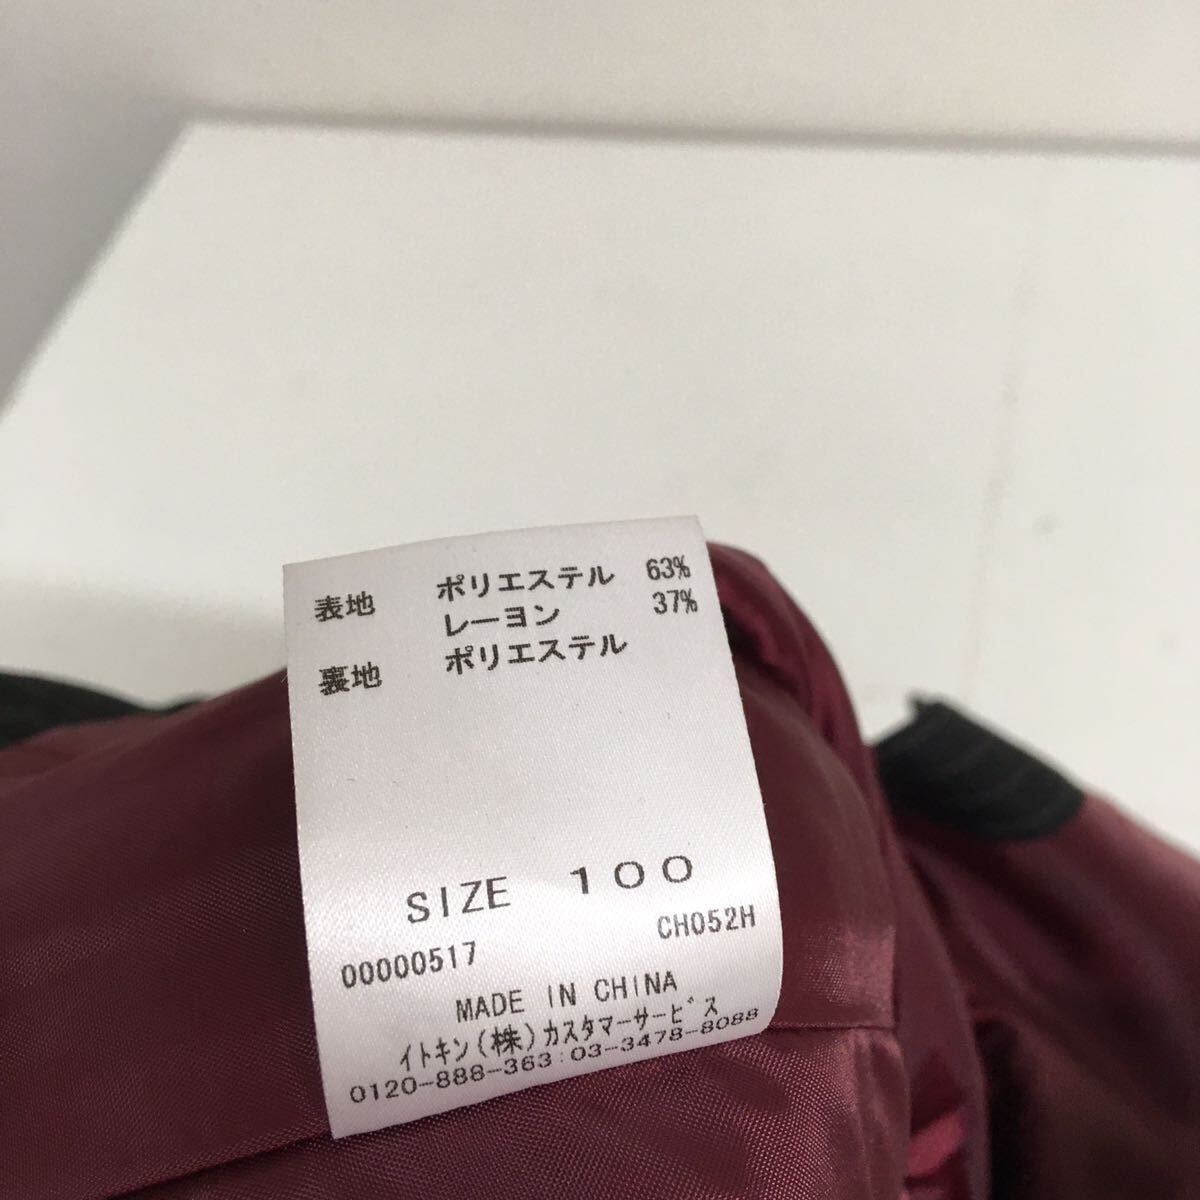 表地 ポリエステル 63%
レーヨン 37%
裏地 ポリエステル
SIZE 100
00000517 CH052H
MADE IN CHINA
イトキン(株)カスタマーサービス
0120-888-363:03-3478-8088